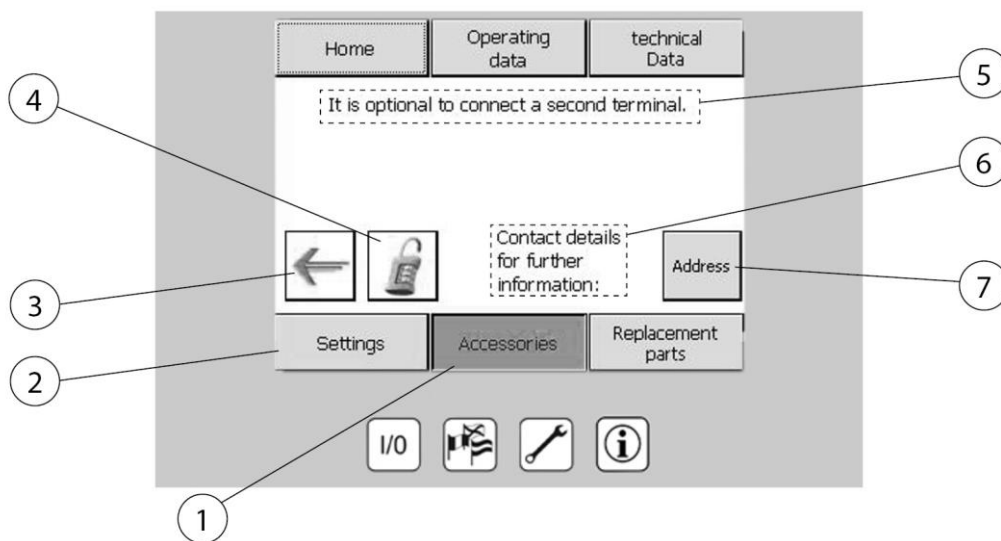 Home
Operating
data
technical
Data
It is optional to connect a second terminal.
4
5
6
Contact details
for further
information:
Address
3
7
Settings
Accessories
Replacement
parts
2
I/0
i
1